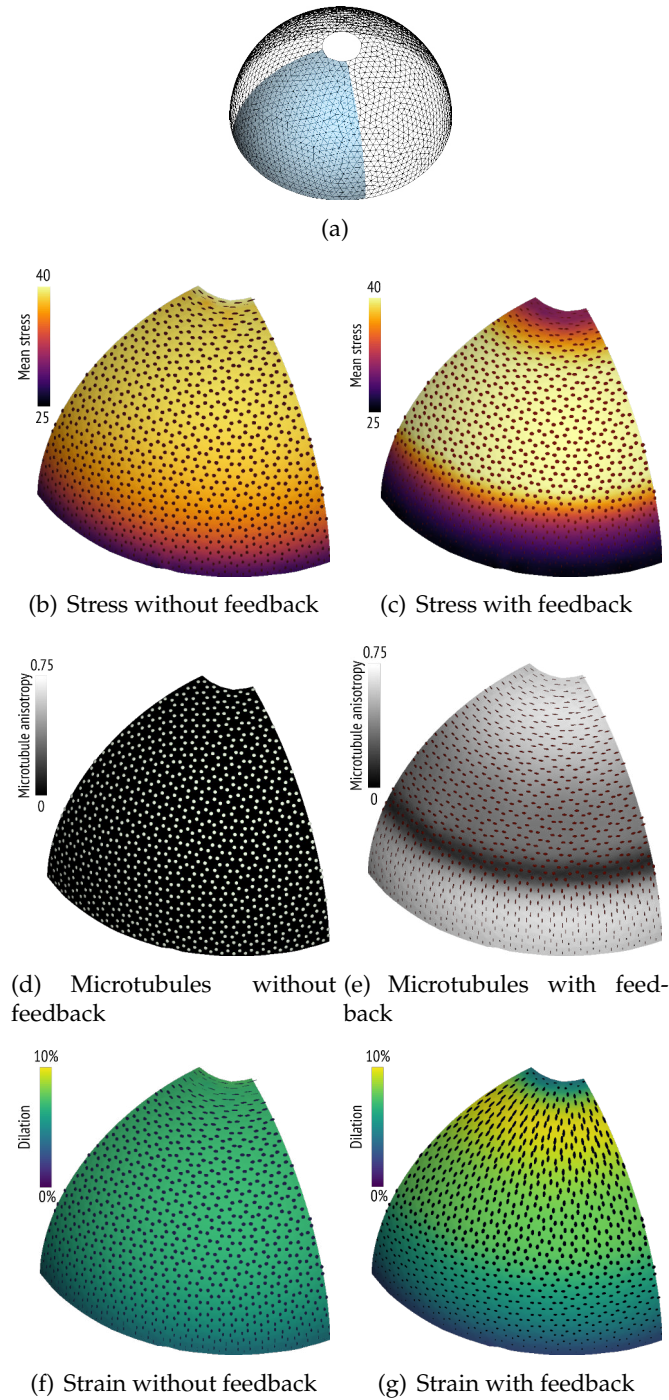 (a)
40
Mean stress
25
40
Mean stress
25
(b) Stress without feedback
(c) Stress with feedback
0.75
Microtubule anisotropy
0
0.75
Microtubule anisotropy
0
(d) Microtubules without
feedback
(e) Microtubules with feed-
back
10%
Dilation
0%
10%
Dilation
0%
(f) Strain without feedback
(g) Strain with feedback